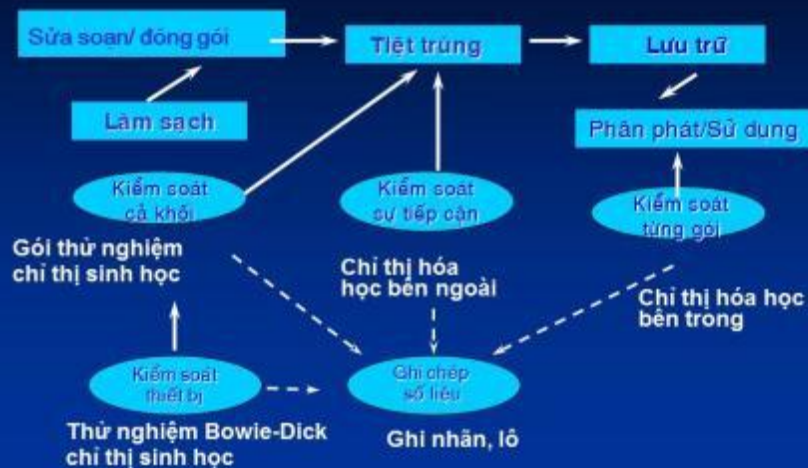 Sửa soạn/ đóng gói
Tiệt trùng
Lưu trữ
Làm sạch
Phân phát/Sử dung
Kiểm soát
cả khối
Kiểm soát
sự tiếp cận
Kiểm soát
từng gói
Gói thử nghiệm
chỉ thị sinh học
Chỉ thị hóa
học bên ngoài
Chỉ thị hóa học
bên trong
Kiểm soát
thiết bị
Ghi chép
số liệu
Thử nghiệm Bowie-Dick
chỉ thị sinh học
Ghi nhãn, lô